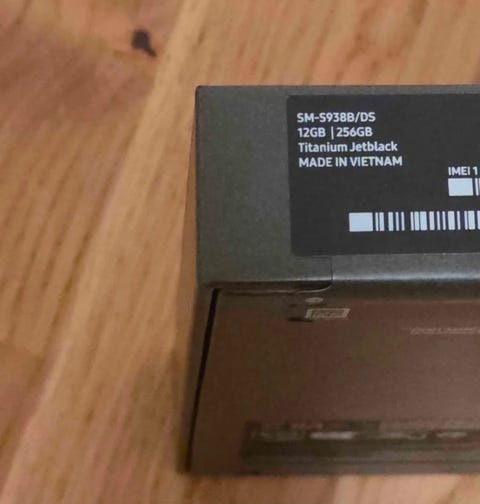 SM-S938B/DS
12GB | 256GB
Titanium Jetblack
MADE IN VIETNAM
IMEI 1